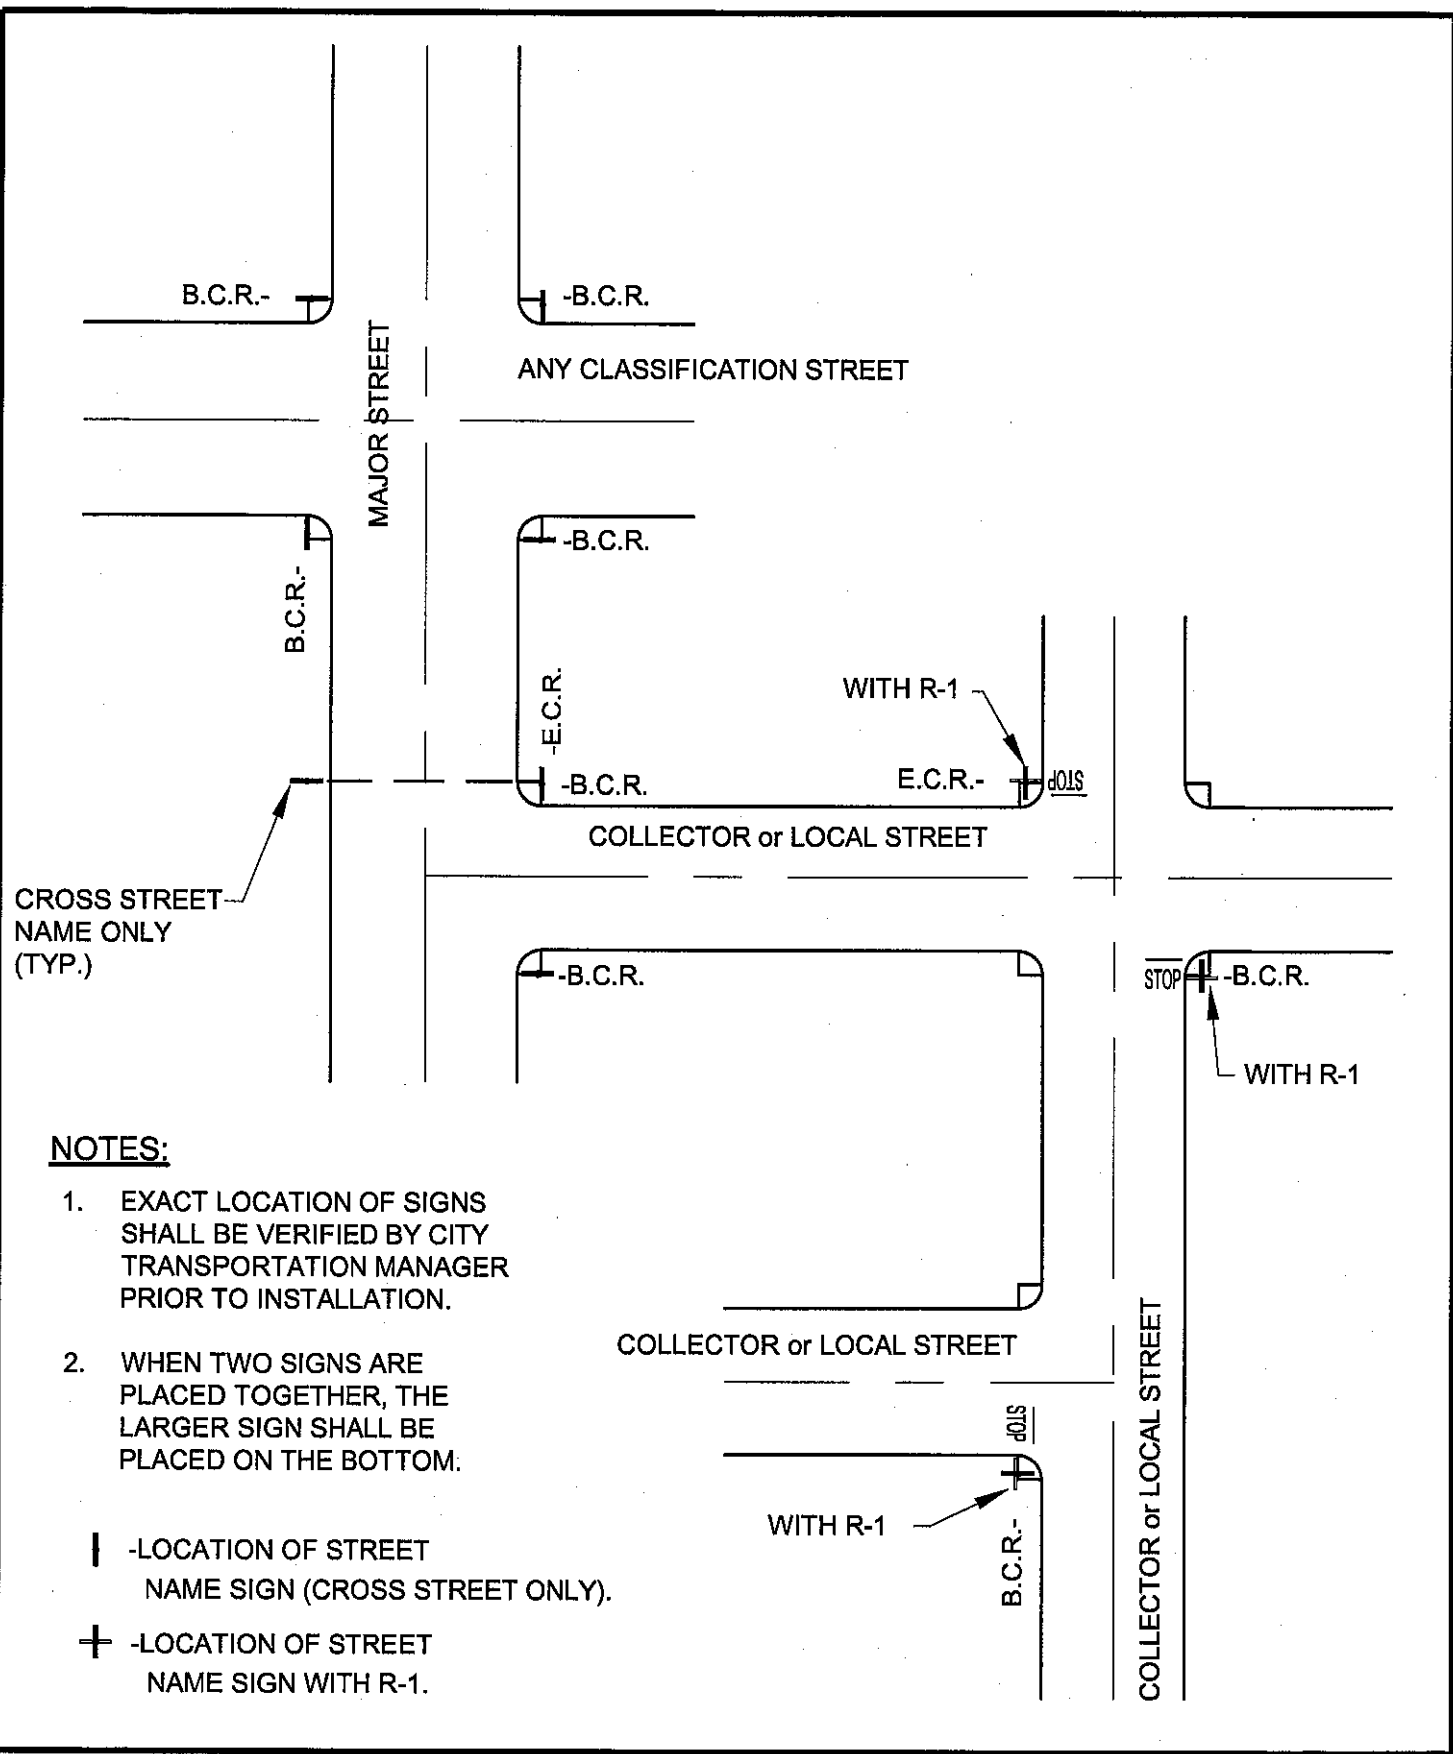 B.C.R.-
-B.C.R.
MAJOR STREET
ANY CLASSIFICATION STREET
B.C.R.-
-B.C.R.
-E.C.R.
WITH R-1
-B.C.R.
E.C.R.-
STOP
COLLECTOR or LOCAL STREET
CROSS STREET
NAME ONLY
(TYP.)
-B.C.R.
STOP
-B.C.R.
WITH R-1
NOTES:
1. EXACT LOCATION OF SIGNS
SHALL BE VERIFIED BY CITY
TRANSPORTATION MANAGER
PRIOR TO INSTALLATION.
2. WHEN TWO SIGNS ARE
PLACED TOGETHER, THE
LARGER SIGN SHALL BE
PLACED ON THE BOTTOM.
-LOCATION OF STREET
NAME SIGN (CROSS STREET ONLY).
-LOCATION OF STREET
NAME SIGN WITH R-1.
COLLECTOR or LOCAL STREET
STOP
WITH R-1
B.C.R.-
COLLECTOR or LOCAL STREET